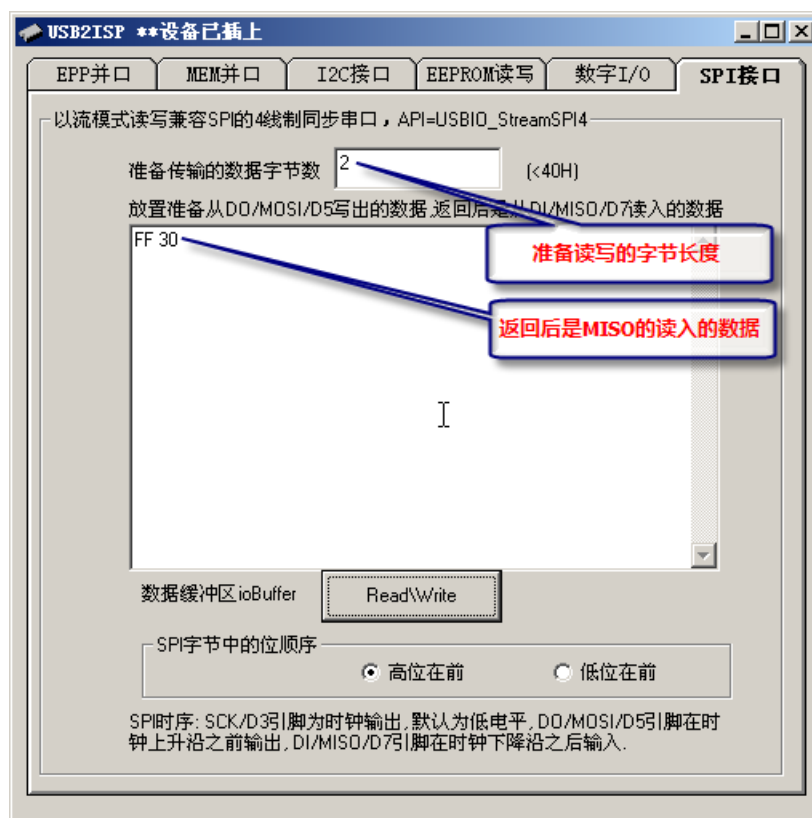 USB2ISP **设备已插上
EPP并口 MEM并口 I2C接口 EEPROM读写 数字I/O SPI接口
以流模式读写兼容SPI的4线制同步串口，API=USBIO_StreamSPI4
准备传输的数据字节数 2 (<40H)
放置准备从DO/MOSI/D5写出的数据,返回后是从DI/MISO/D7读入的数据
FF 30
准备读写的字节长度
返回后是MISO的读入的数据
数据缓冲区ioBuffer Read\Write
SPI字节中的位顺序
高位在前 低位在前
SPI时序: SCK/D3引脚为时钟输出,默认为低电平, DO/MOSI/D5引脚在时
钟上升沿之前输出, DI/MISO/D7引脚在时钟下降沿之后输入.